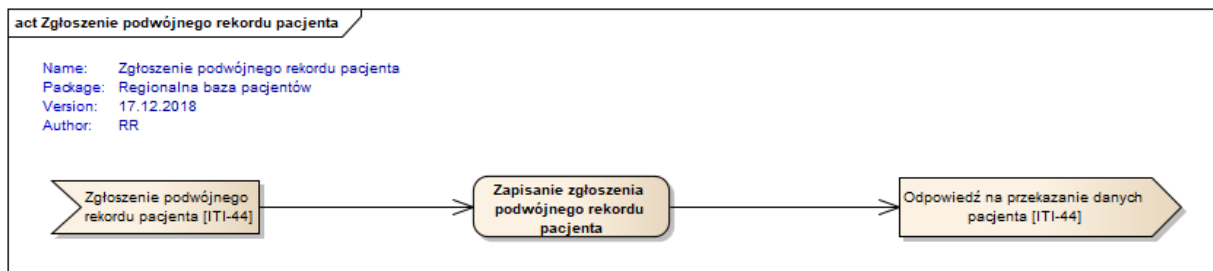 act Zgłoszenie podwójnego rekordu pacjenta
Name: Zgłoszenie podwójnego rekordu pacjenta
Package: Regionalna baza pacjentów
Version: 17.12.2018
Author: RR
Zgłoszenie podwójnego
rekordu pacjenta [ITI-44]
Zapisanie zgłoszenia
podwójnego rekordu
pacjenta
Odpowiedź na przekazanie danych
pacjenta [ITI-44]